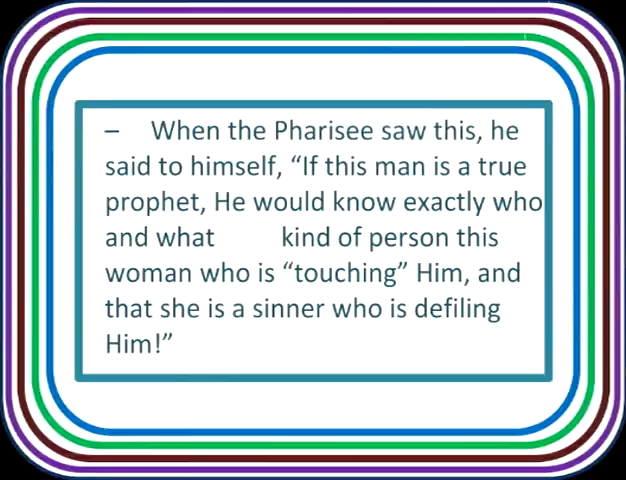 – When the Pharisee saw this, he
said to himself, “If this man is a true
prophet, He would know exactly who
and what kind of person this
woman who is “touching” Him, and
that she is a sinner who is defiling
Him!”